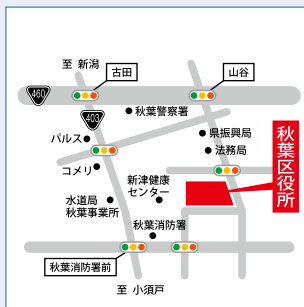 至 新潟
古田
山谷
460
403
秋葉警察署
県振興局
パルス
法務局
コメリ
新津健康
センター
秋葉区役所
水道局
秋葉事業所
秋葉消防署
秋葉消防署前
至 小須戸